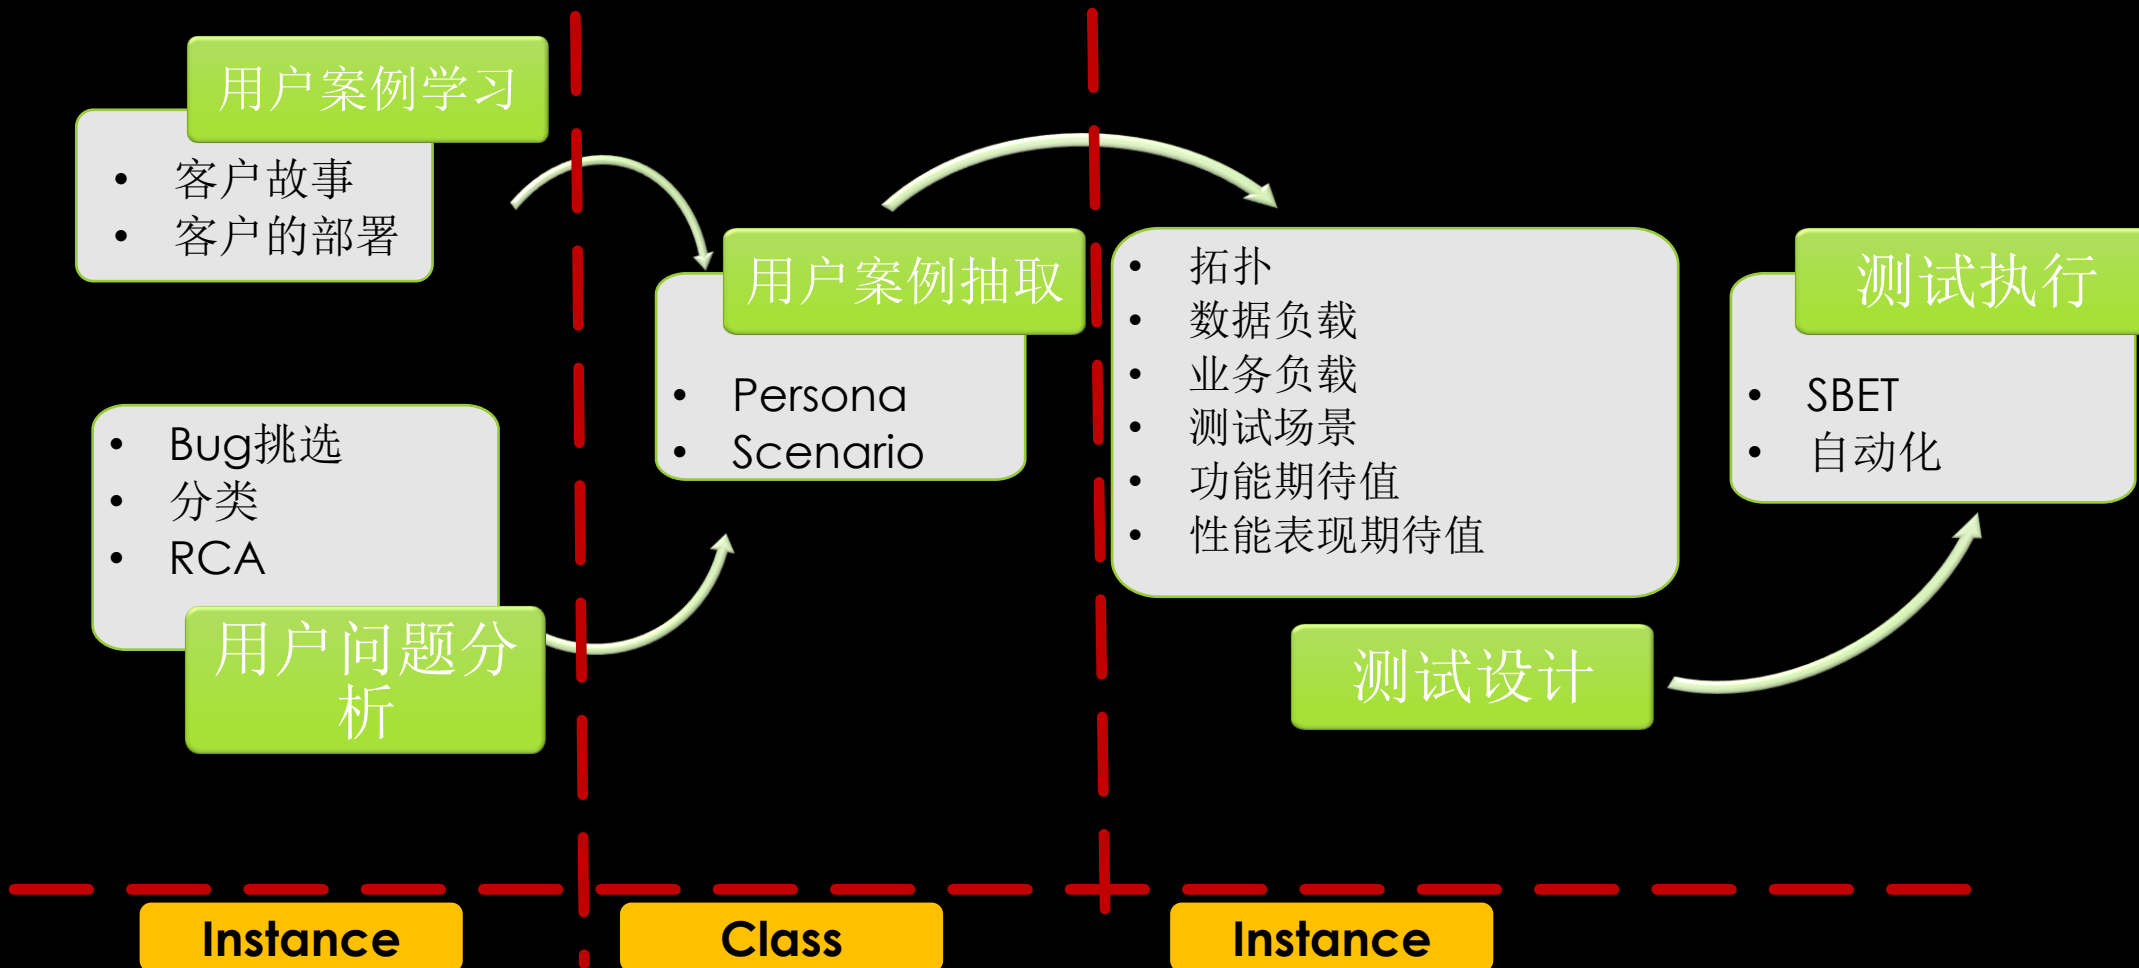 用户案例学习
• 客户故事
• 客户的部署
• Bug挑选
• 分类
• RCA
用户问题分
析
用户案例抽取
• Persona
• Scenario
• 拓扑
• 数据负载
• 业务负载
• 测试场景
• 功能期待值
• 性能表现期待值
测试设计
测试执行
• SBET
• 自动化
Instance
Class
Instance